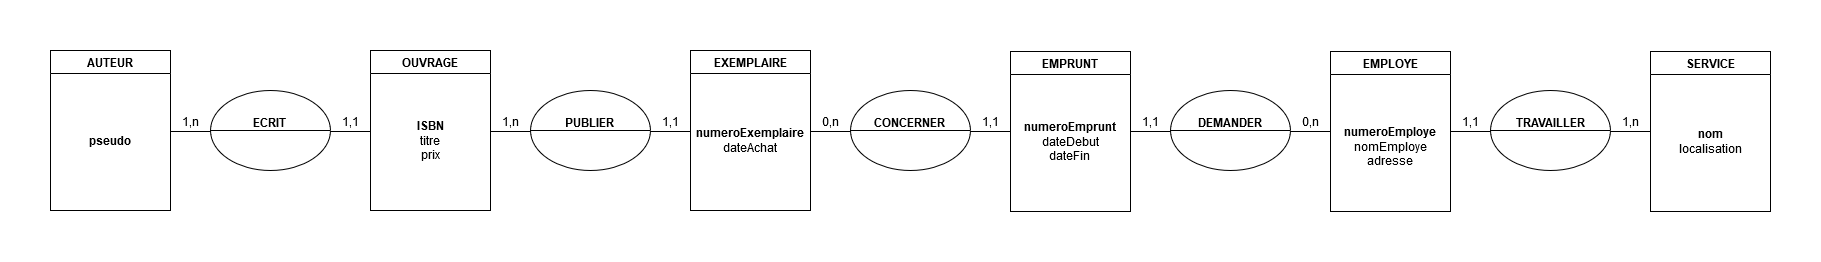 AUTEUR
pseudo
1,n
ECRIT
1,1
OUVRAGE
ISBN
titre
prix
1,n
PUBLIER
1,1
EXEMPLAIRE
numeroExemplaire
dateAchat
0,n
CONCERNER
1,1
EMPRUNT
numeroEmprunt
dateDebut
dateFin
1,1
DEMANDER
0,n
EMPLOYE
numeroEmploye
nomEmploye
adresse
1,1
TRAVAILLER
1,n
SERVICE
nom
localisation